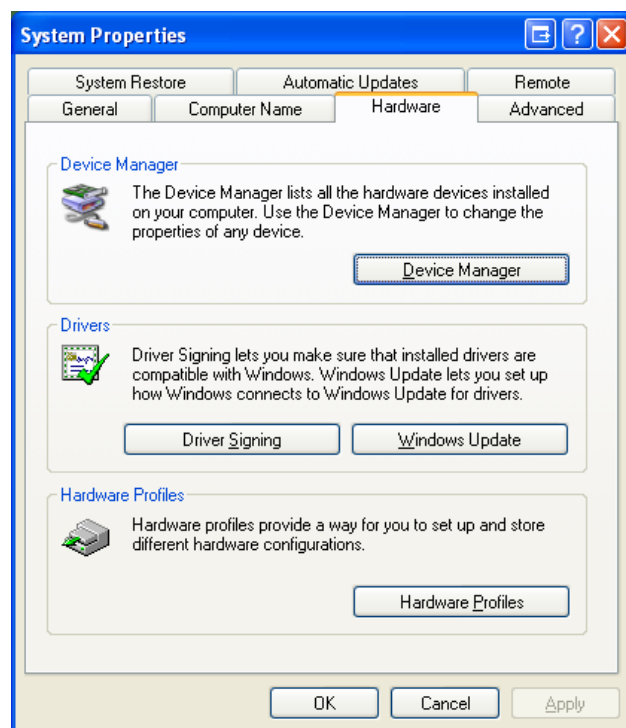 System Properties
System Restore
Automatic Updates
Remote
General
Computer Name
Hardware
Advanced
Device Manager
The Device Manager lists all the hardware devices installed
on your computer. Use the Device Manager to change the
properties of any device.
Device Manager
Drivers
Driver Signing lets you make sure that installed drivers are
compatible with Windows. Windows Update lets you set up
how Windows connects to Windows Update for drivers.
Driver Signing
Windows Update
Hardware Profiles
Hardware profiles provide a way for you to set up and store
different hardware configurations.
Hardware Profiles
OK
Cancel
Apply